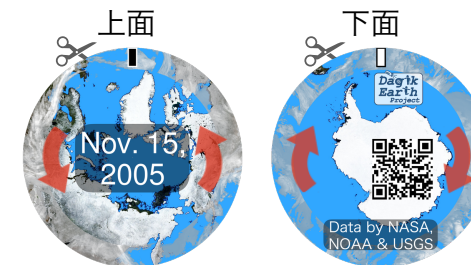 上面
下面
Nov. 15,
2005
Dagik
Earth
Project
Data by NASA,
NOAA & USGS